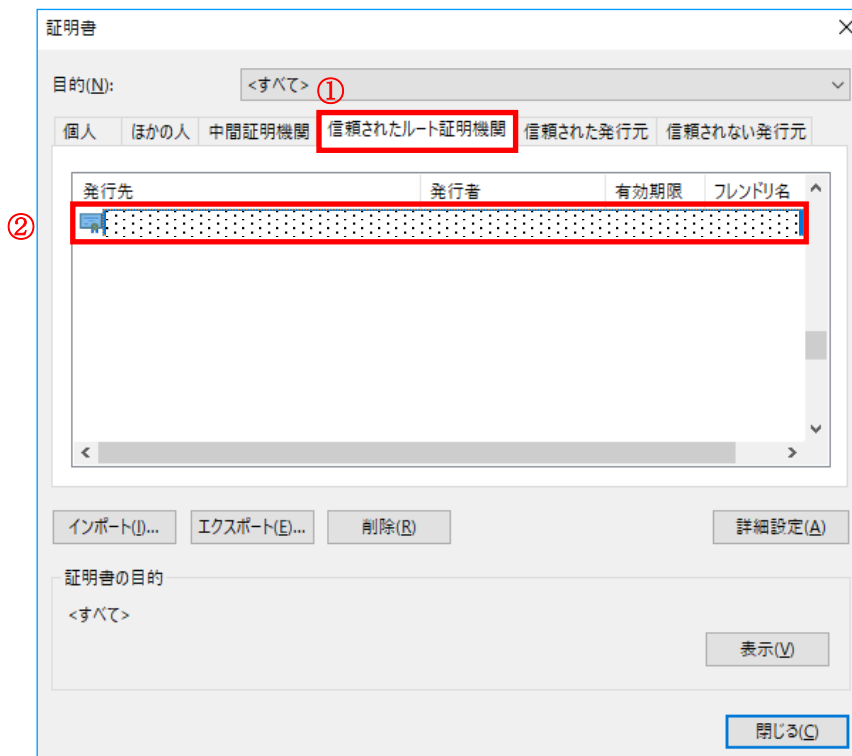 証明書
目的(N): <すべて>
①
個人 ほかの人 中間証明機関 信頼されたルート証明機関 信頼された発行元 信頼されない発行元
発行先 発行者 有効期限 フレンドリ名
②
インポート(I)... エクスポート(E)... 削除(R) 詳細設定(A)
証明書の目的
<すべて>
表示(V)
閉じる(C)